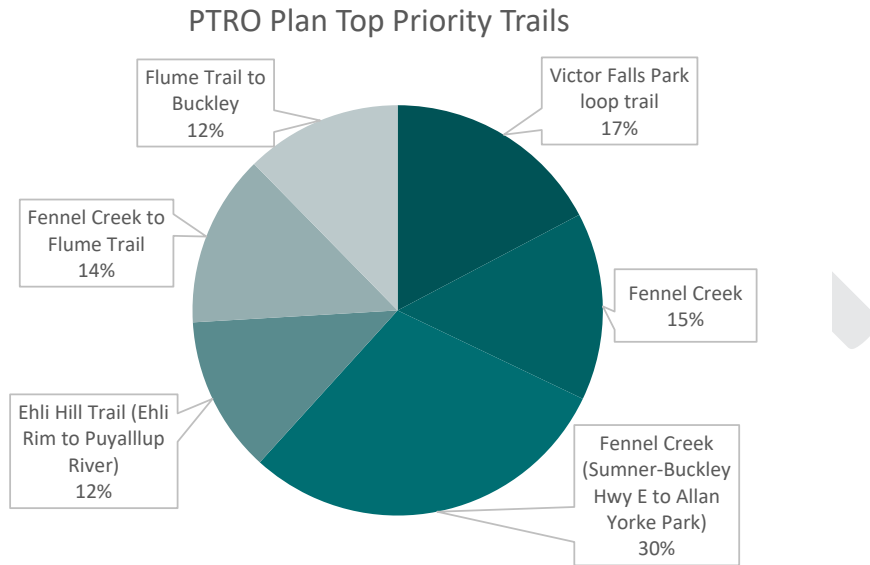 PTRO Plan Top Priority Trails
Flume Trail to
Buckley
12%
Victor Falls Park
loop trail
17%
Fennel Creek to
Flume Trail
14%
Fennel Creek
15%
Ehli Hill Trail (Ehli
Rim to Puyalllup
River)
12%
Fennel Creek
(Sumner-Buckley
Hwy E to Allan
Yorke Park)
30%